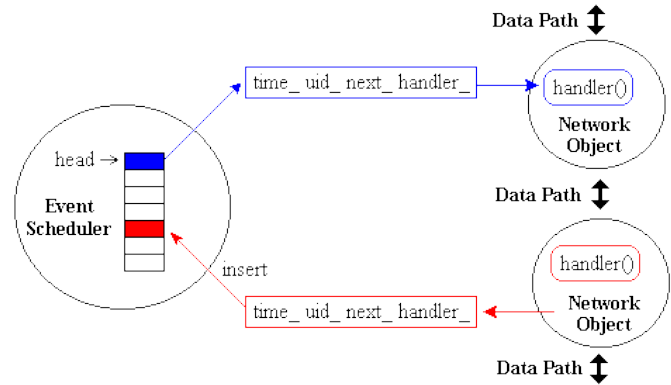 Data Path
time_ uid_ next_ handler_
handler()
Network
Object
head
Event
Scheduler
Data Path
insert
handler()
time_ uid_ next_ handler_
Network
Object
Data Path